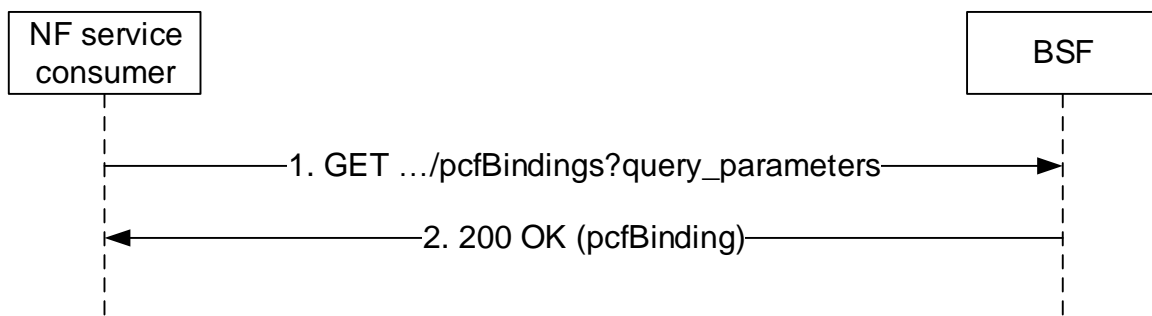 NF service
consumer
BSF
1. GET …/pcfBindings?query_parameters
2. 200 OK (pcfBinding)